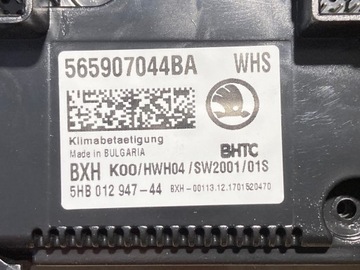 565907044BA WHS
Klimabetaetigung
Made in BULGARIA
BHTC
BXH K00/HWH04 /SW2001/01S
5HB 012 947-44 BXH-00113.12.1701520470